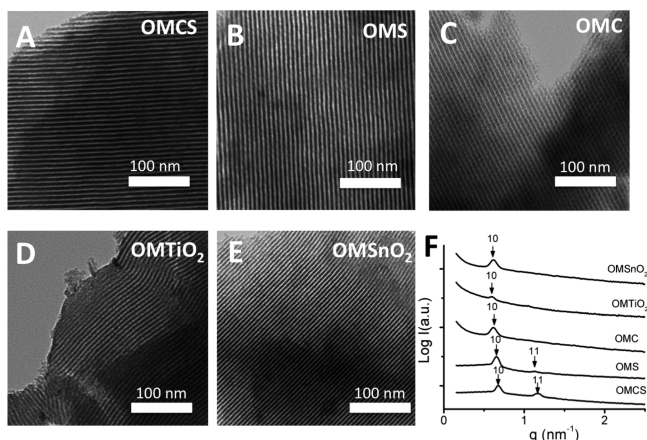 A OMCS
100 nm
B OMS
100 nm
C OMC
100 nm
D OMTiO₂
100 nm
E OMSnO₂
100 nm
F
10
OMSnO₂
10
OMTiO₂
10
OMC
10 11
OMS
10 11
OMCS
Log I(a.u.)
0 1 2
q (nm⁻¹)